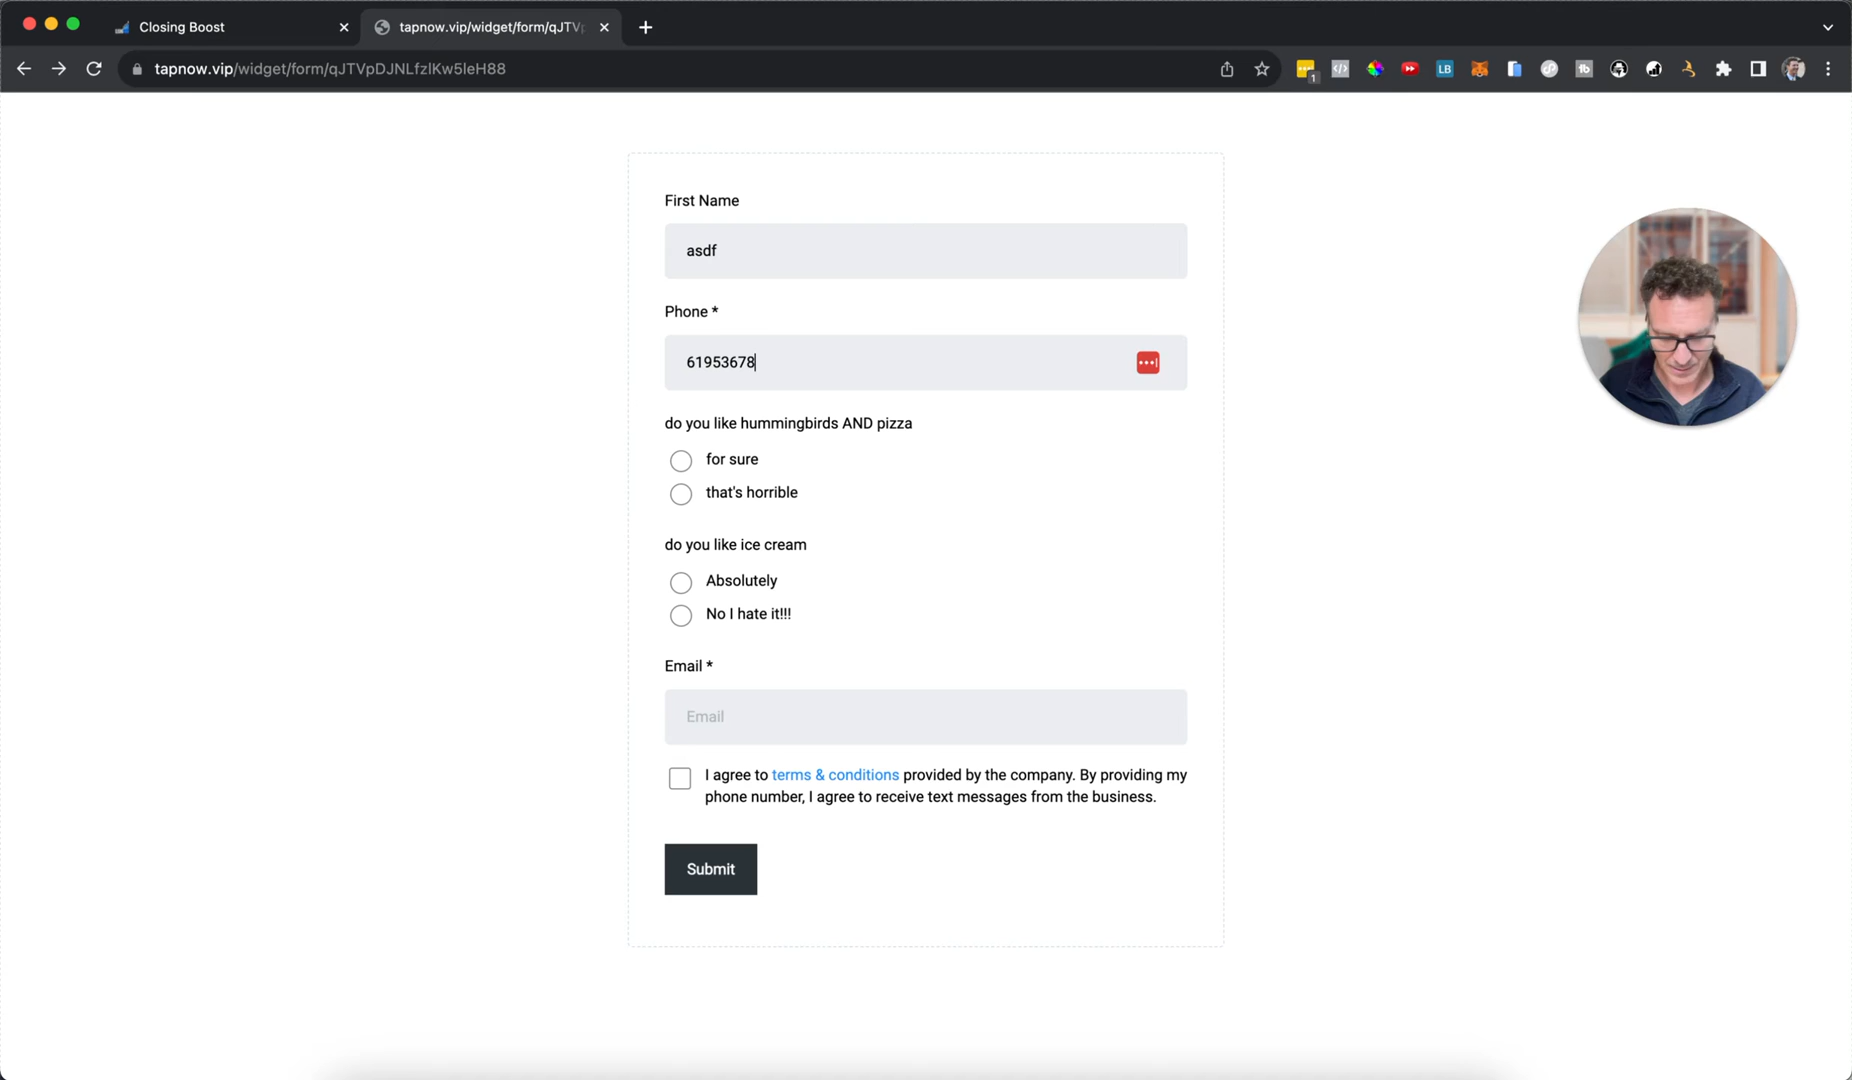 Closing Boost
tapnow.vip/widget/form/qJTV
tapnow.vip/widget/form/qJTVpDJNLfzlKw5leH88
1
LB
First Name
asdf
Phone *
61953678
do you like hummingbirds AND pizza
for sure
that's horrible
do you like ice cream
Absolutely
No I hate it!!!
Email *
Email
I agree to terms & conditions provided by the company. By providing my
phone number, I agree to receive text messages from the business.
Submit